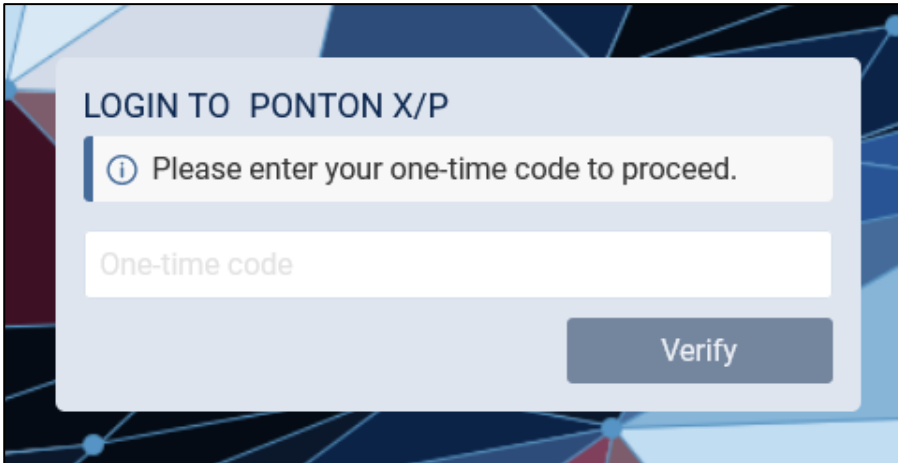 LOGIN TO PONTON X/P
Please enter your one-time code to proceed.
One-time code
Verify